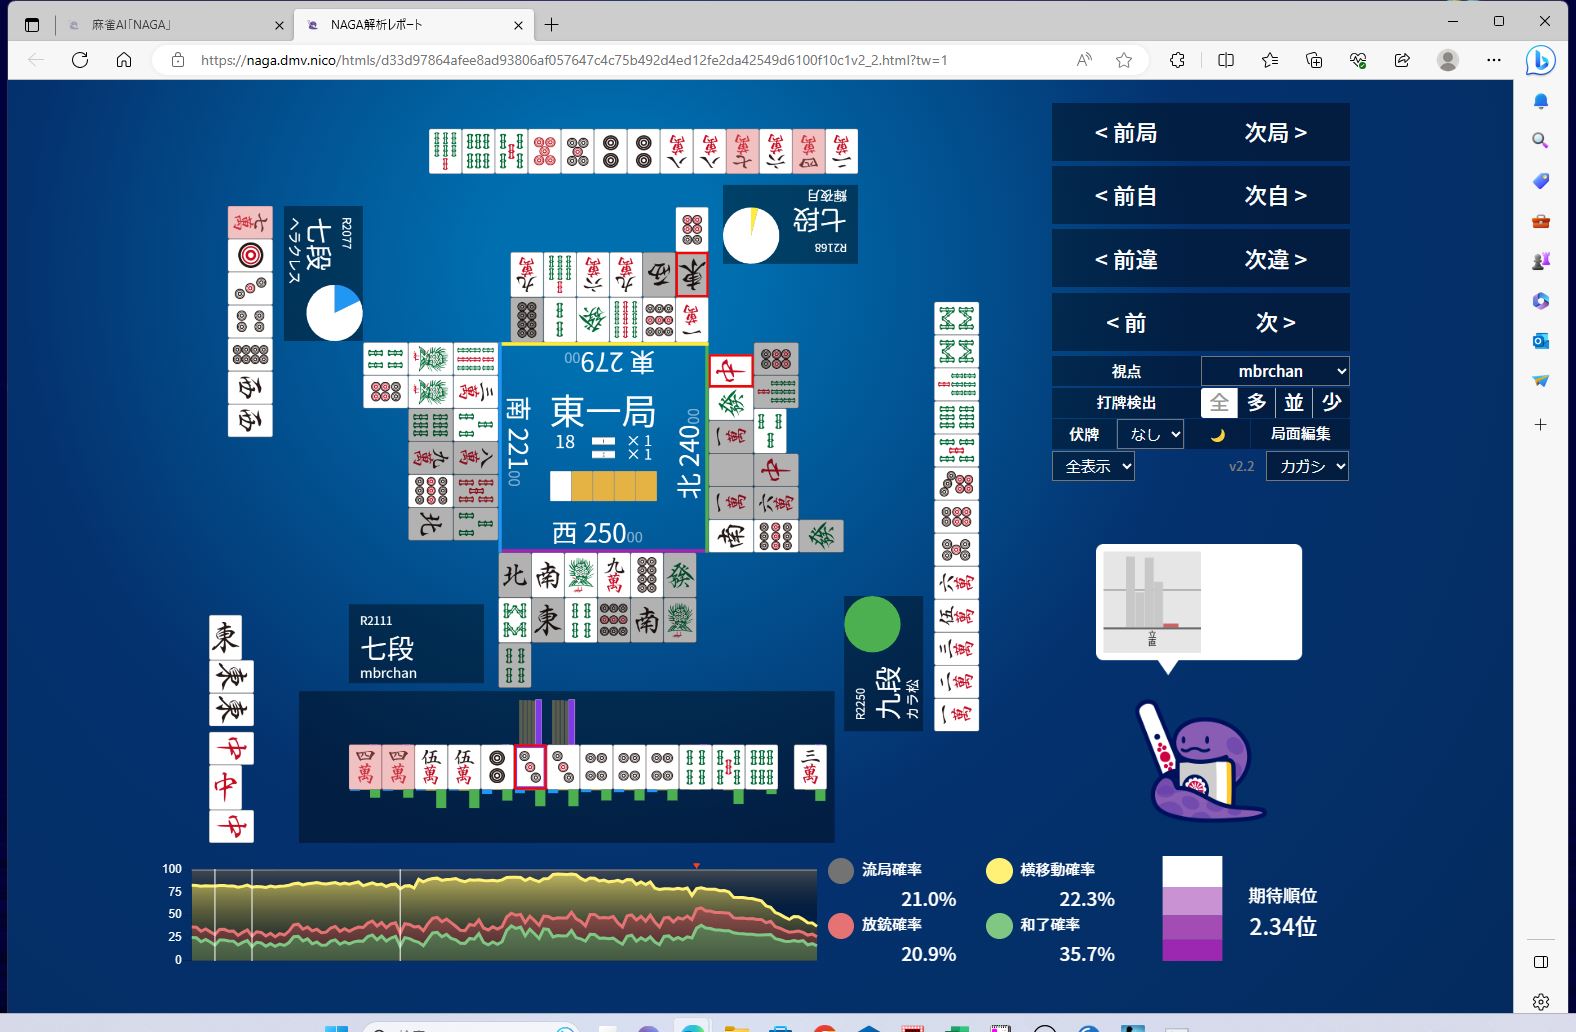 麻雀AI「NAGA」
NAGA解析レポート
https://naga.dmv.nico/htmls/d33d97864afee8ad93806af057647c4c75b492d4ed12fe2da42549d6100f10c1v2_2.html?tw=1
< 前局 次局 >
< 前自 次自 >
< 前違 次違 >
< 前 次 >
視点 mbrchan
打牌検出 全 多 並 少
伏牌 なし 局面編集
全表示 v2.2 カガシ
R2077
七段
ヘラクレス
輝夜月
七段
R2168
東 27900
南 22100
東一局
18 ×1
×1
北 24000
西 25000
R2111
七段
mbrchan
R2250
九段
カラ松
立直
100
75
50
25
0
流局確率
21.0%
横移動確率
22.3%
放銃確率
20.9%
和了確率
35.7%
期待順位
2.34位